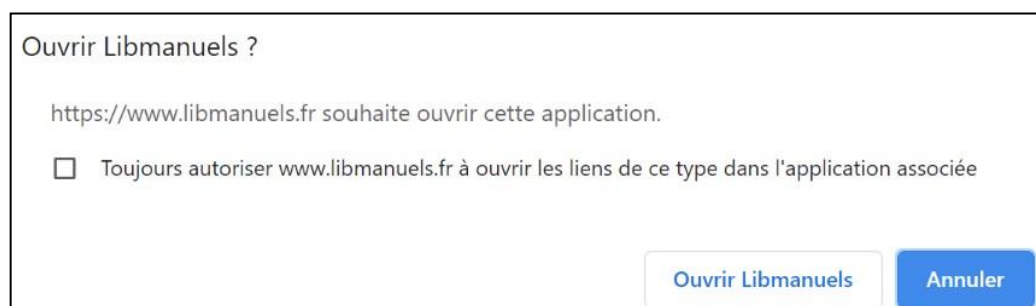 Ouvrir Libmanuels ?
https://www.libmanuels.fr souhaite ouvrir cette application.
Toujours autoriser www.libmanuels.fr à ouvrir les liens de ce type dans l'application associée
Ouvrir Libmanuels
Annuler